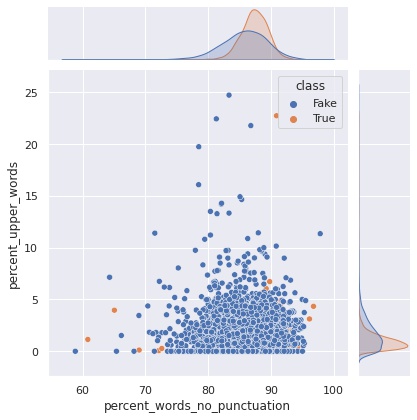 class
Fake
True
25
20
15
10
5
0
percent_upper_words
60 70 80 90 100
percent_words_no_punctuation